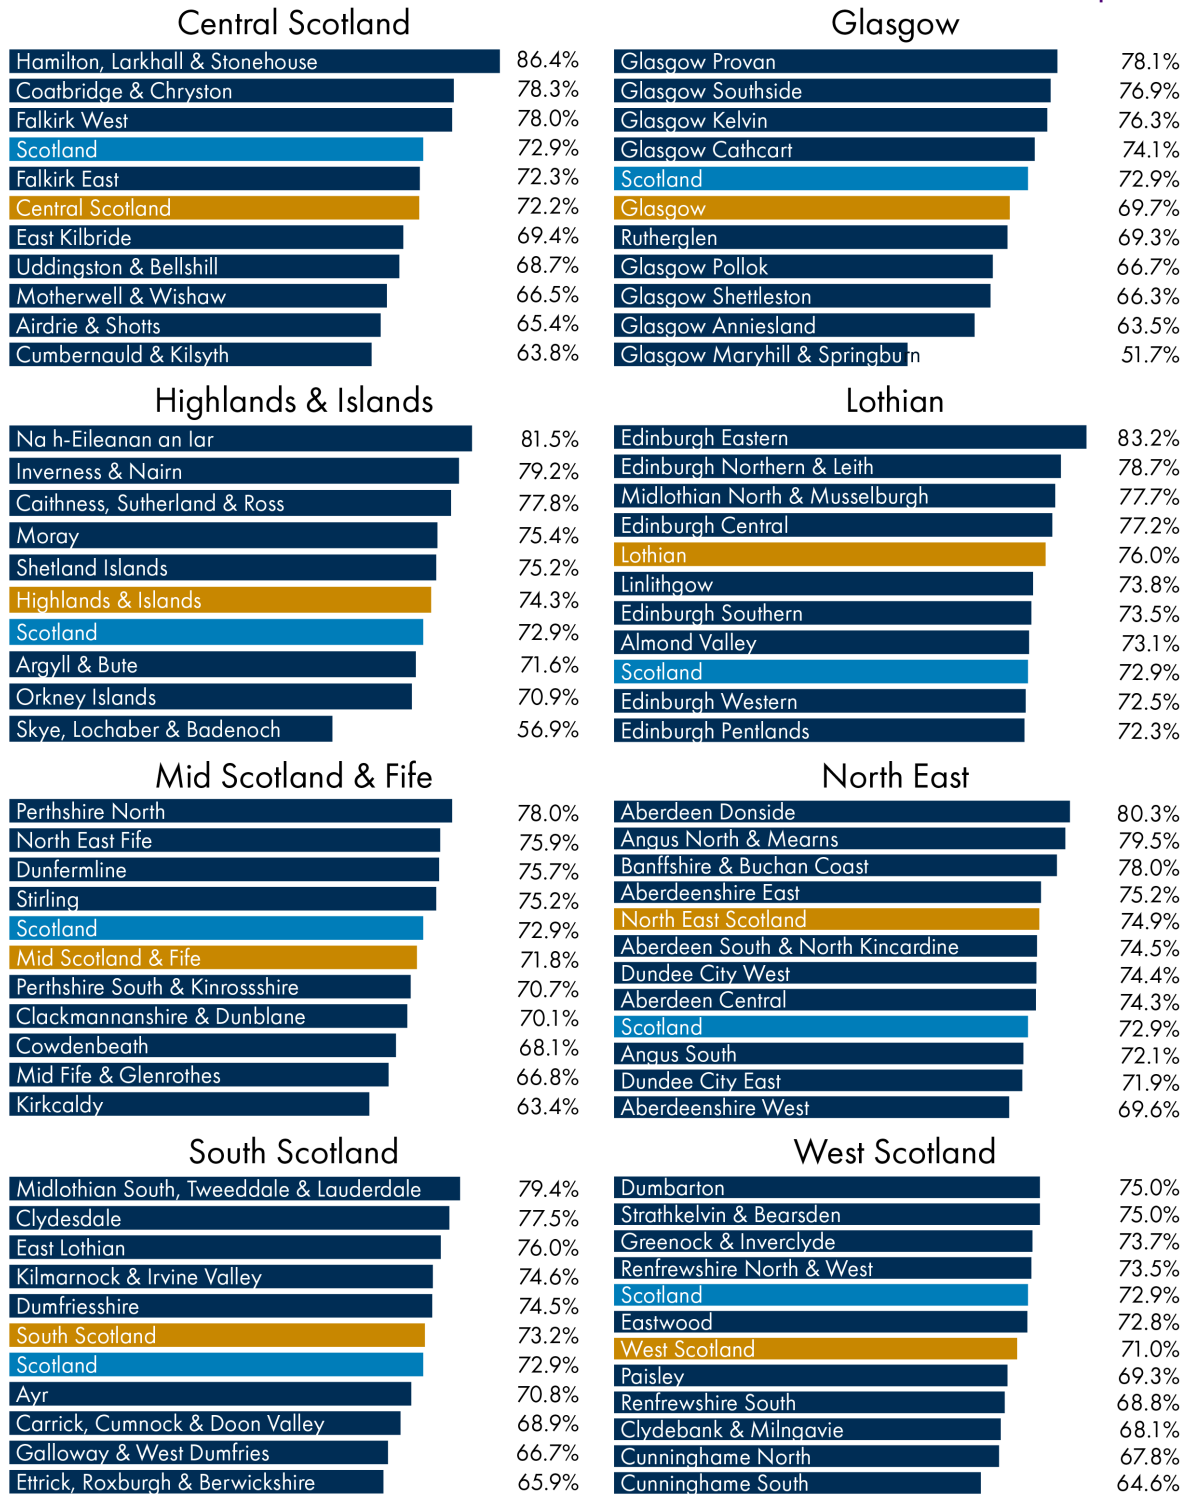 Central Scotland
Hamilton, Larkhall & Stonehouse 86.4%
Coatbridge & Chryston 78.3%
Falkirk West 78.0%
Scotland 72.9%
Falkirk East 72.3%
Central Scotland 72.2%
East Kilbride 69.4%
Uddingston & Bellshill 68.7%
Motherwell & Wishaw 66.5%
Airdrie & Shotts 65.4%
Cumbernauld & Kilsyth 63.8%
Glasgow
Glasgow Provan 78.1%
Glasgow Southside 76.9%
Glasgow Kelvin 76.3%
Glasgow Cathcart 74.1%
Scotland 72.9%
Glasgow 69.7%
Rutherglen 69.3%
Glasgow Pollok 66.7%
Glasgow Shettleston 66.3%
Glasgow Anniesland 63.5%
Glasgow Maryhill & Springburn 51.7%
Highlands & Islands
Na h-Eileanan an Iar 81.5%
Inverness & Nairn 79.2%
Caithness, Sutherland & Ross 77.8%
Moray 75.4%
Shetland Islands 75.2%
Highlands & Islands 74.3%
Scotland 72.9%
Argyll & Bute 71.6%
Orkney Islands 70.9%
Skye, Lochaber & Badenoch 56.9%
Lothian
Edinburgh Eastern 83.2%
Edinburgh Northern & Leith 78.7%
Midlothian North & Musselburgh 77.7%
Edinburgh Central 77.2%
Lothian 76.0%
Linlithgow 73.8%
Edinburgh Southern 73.5%
Almond Valley 73.1%
Scotland 72.9%
Edinburgh Western 72.5%
Edinburgh Pentlands 72.3%
Mid Scotland & Fife
Perthshire North 78.0%
North East Fife 75.9%
Dunfermline 75.7%
Stirling 75.2%
Scotland 72.9%
Mid Scotland & Fife 71.8%
Perthshire South & Kinrossshire 70.7%
Clackmannanshire & Dunblane 70.1%
Cowdenbeath 68.1%
Mid Fife & Glenrothes 66.8%
Kirkcaldy 63.4%
North East
Aberdeen Donside 80.3%
Angus North & Mearns 79.5%
Banffshire & Buchan Coast 78.0%
Aberdeenshire East 75.2%
North East Scotland 74.9%
Aberdeen South & North Kincardine 74.5%
Dundee City West 74.4%
Aberdeen Central 74.3%
Scotland 72.9%
Angus South 72.1%
Dundee City East 71.9%
Aberdeenshire West 69.6%
South Scotland
Midlothian South, Tweeddale & Lauderdale 79.4%
Clydesdale 77.5%
East Lothian 76.0%
Kilmarnock & Irvine Valley 74.6%
Dumfriesshire 74.5%
South Scotland 73.2%
Scotland 72.9%
Ayr 70.8%
Carrick, Cumnock & Doon Valley 68.9%
Galloway & West Dumfries 66.7%
Ettrick, Roxburgh & Berwickshire 65.9%
West Scotland
Dumbarton 75.0%
Strathkelvin & Bearsden 75.0%
Greenock & Inverclyde 73.7%
Renfrewshire North & West 73.5%
Scotland 72.9%
Eastwood 72.8%
West Scotland 71.0%
Paisley 69.3%
Renfrewshire South 68.8%
Clydebank & Milngavie 68.1%
Cunninghame North 67.8%
Cunninghame South 64.6%